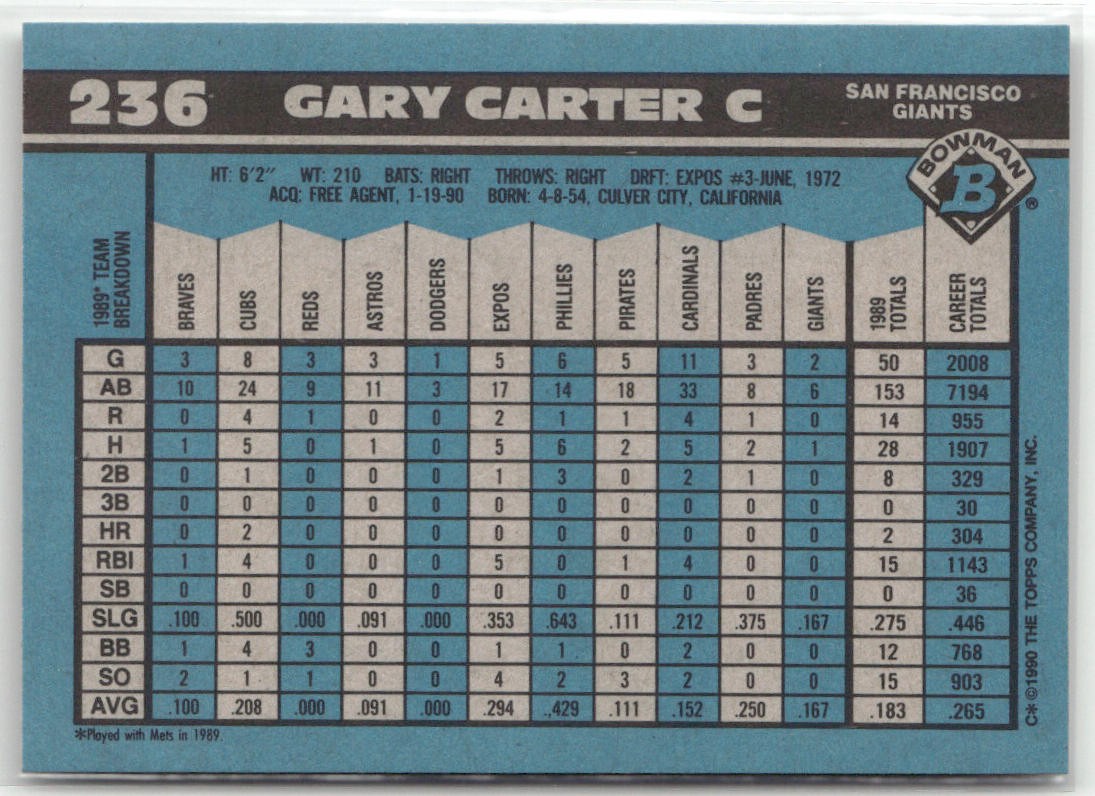 236 GARY CARTER C SAN FRANCISCO GIANTS
BOWMAN
B
®
HT: 6'2" WT: 210 BATS: RIGHT THROWS: RIGHT DRFT: EXPOS #3-JUNE, 1972
ACQ: FREE AGENT, 1-19-90 BORN: 4-8-54, CULVER CITY, CALIFORNIA
1989* TEAM BREAKDOWN BRAVES CUBS REDS ASTROS DODGERS EXPOS PHILLIES PIRATES CARDINALS PADRES GIANTS 1989 TOTALS CAREER TOTALS
G 3 8 3 3 1 5 6 5 11 3 2 50 2008
AB 10 24 9 11 3 17 14 18 33 8 6 153 7194
R 0 4 1 0 0 2 1 1 4 1 0 14 955
H 1 5 0 1 0 5 6 2 5 2 1 28 1907
2B 0 1 0 0 0 1 3 0 2 1 0 8 329
3B 0 0 0 0 0 0 0 0 0 0 0 0 30
HR 0 2 0 0 0 0 0 0 0 0 0 2 304
RBI 1 4 0 0 0 5 0 1 4 0 0 15 1143
SB 0 0 0 0 0 0 0 0 0 0 0 0 36
SLG .100 .500 .000 .091 .000 .353 .643 .111 .212 .375 .167 .275 .446
BB 1 4 3 0 0 1 1 0 2 0 0 12 768
SO 2 1 1 0 0 4 2 3 2 0 0 15 903
AVG .100 .208 .000 .091 .000 .294 .,429 .111 .152 .250 .167 .183 .265
*Played with Mets in 1989.
C* ©1990 THE TOPPS COMPANY, INC.